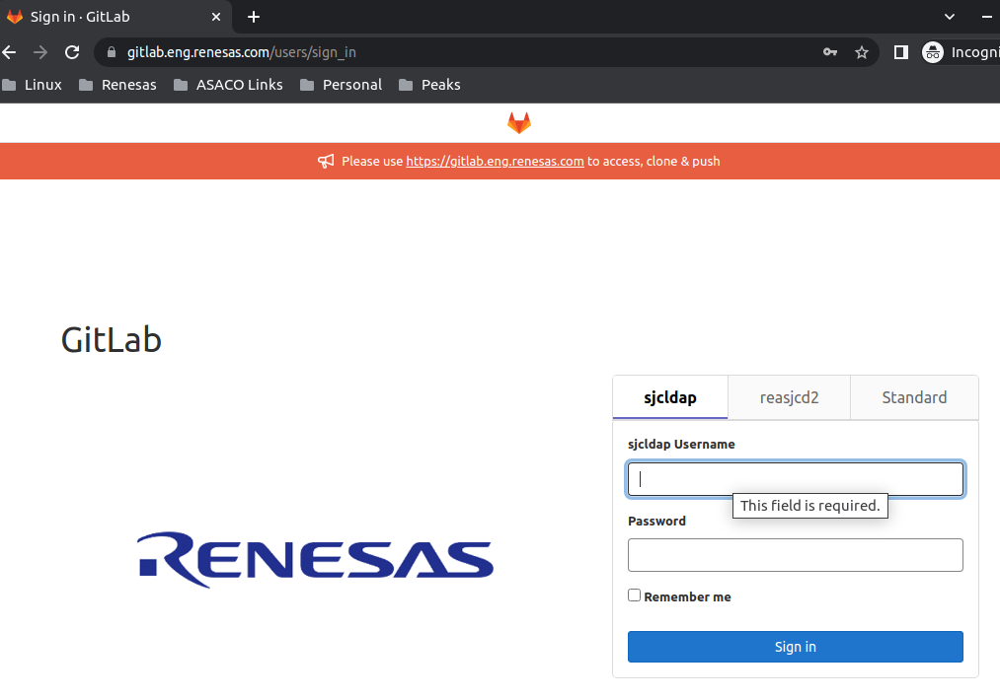 Sign in · GitLab
gitlab.eng.renesas.com/users/sign_in
Incogni
Linux Renesas ASACO Links Personal Peaks
Please use https://gitlab.eng.renesas.com to access, clone & push
GitLab
RENESAS
sjcldap reasjcd2 Standard
sjcldap Username
This field is required.
Password
Remember me
Sign in